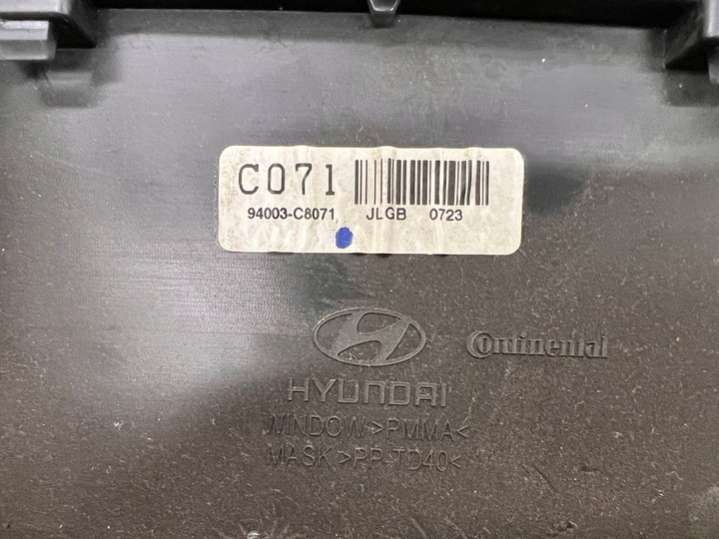 C071
94003-C8071 JLGB 0723
Continental
HYUNDAI
WINDOW>PMMA<
MASK>PP-TD40<